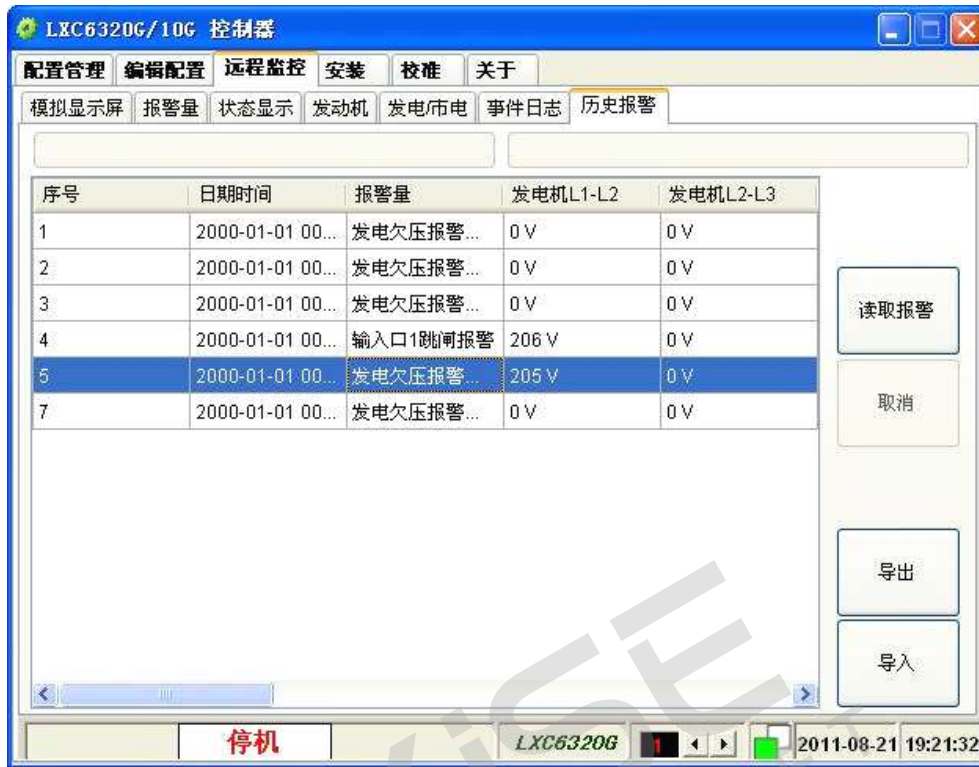 LXC6320G/10G 控制器
配置管理 编辑配置 远程监控 安装 校准 关于
模拟显示屏 报警量 状态显示 发动机 发电/市电 事件日志 历史报警
序号 日期时间 报警量 发电机L1-L2 发电机L2-L3
1 2000-01-01 00... 发电欠压报警... 0 V 0 V
2 2000-01-01 00... 发电欠压报警... 0 V 0 V
3 2000-01-01 00... 发电欠压报警... 0 V 0 V
4 2000-01-01 00... 输入口1跳闸报警 206 V 0 V
5 2000-01-01 00... 发电欠压报警... 205 V 0 V
7 2000-01-01 00... 发电欠压报警... 0 V 0 V
读取报警
取消
导出
导入
停机 LXC6320G 1 2011-08-21 19:21:32